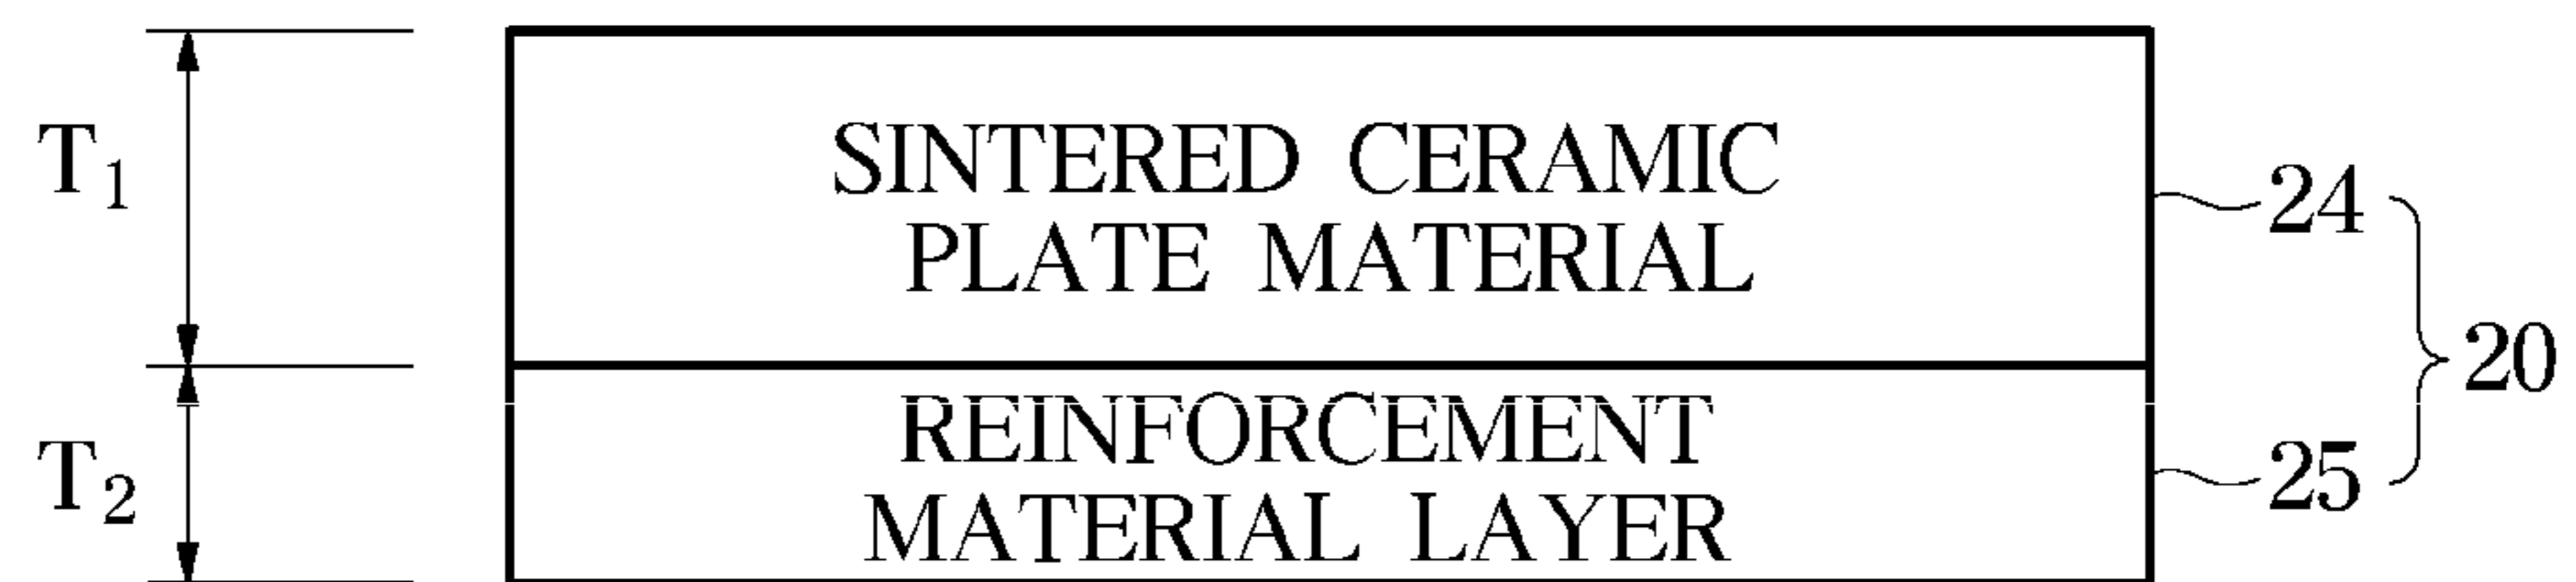 T1
SINTERED CERAMIC
PLATE MATERIAL
24
20
T2
REINFORCEMENT
MATERIAL LAYER
25